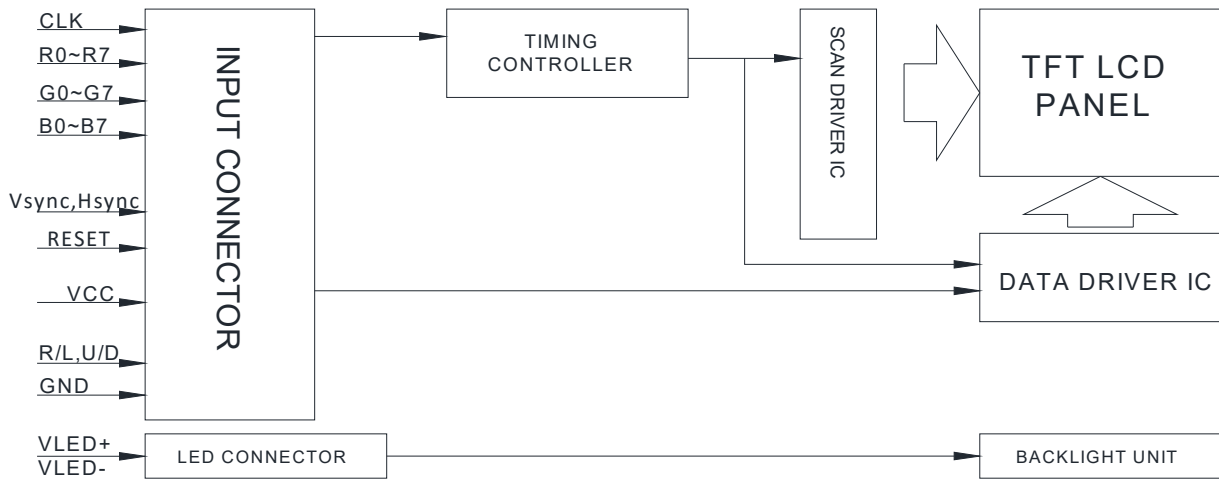 CLK
R0~R7
G0~G7
B0~B7
Vsync,Hsync
RESET
VCC
R/L,U/D
GND
VLED+
VLED-
INPUT CONNECTOR
LED CONNECTOR
TIMING
CONTROLLER
SCAN DRIVER IC
TFT LCD
PANEL
DATA DRIVER IC
BACKLIGHT UNIT